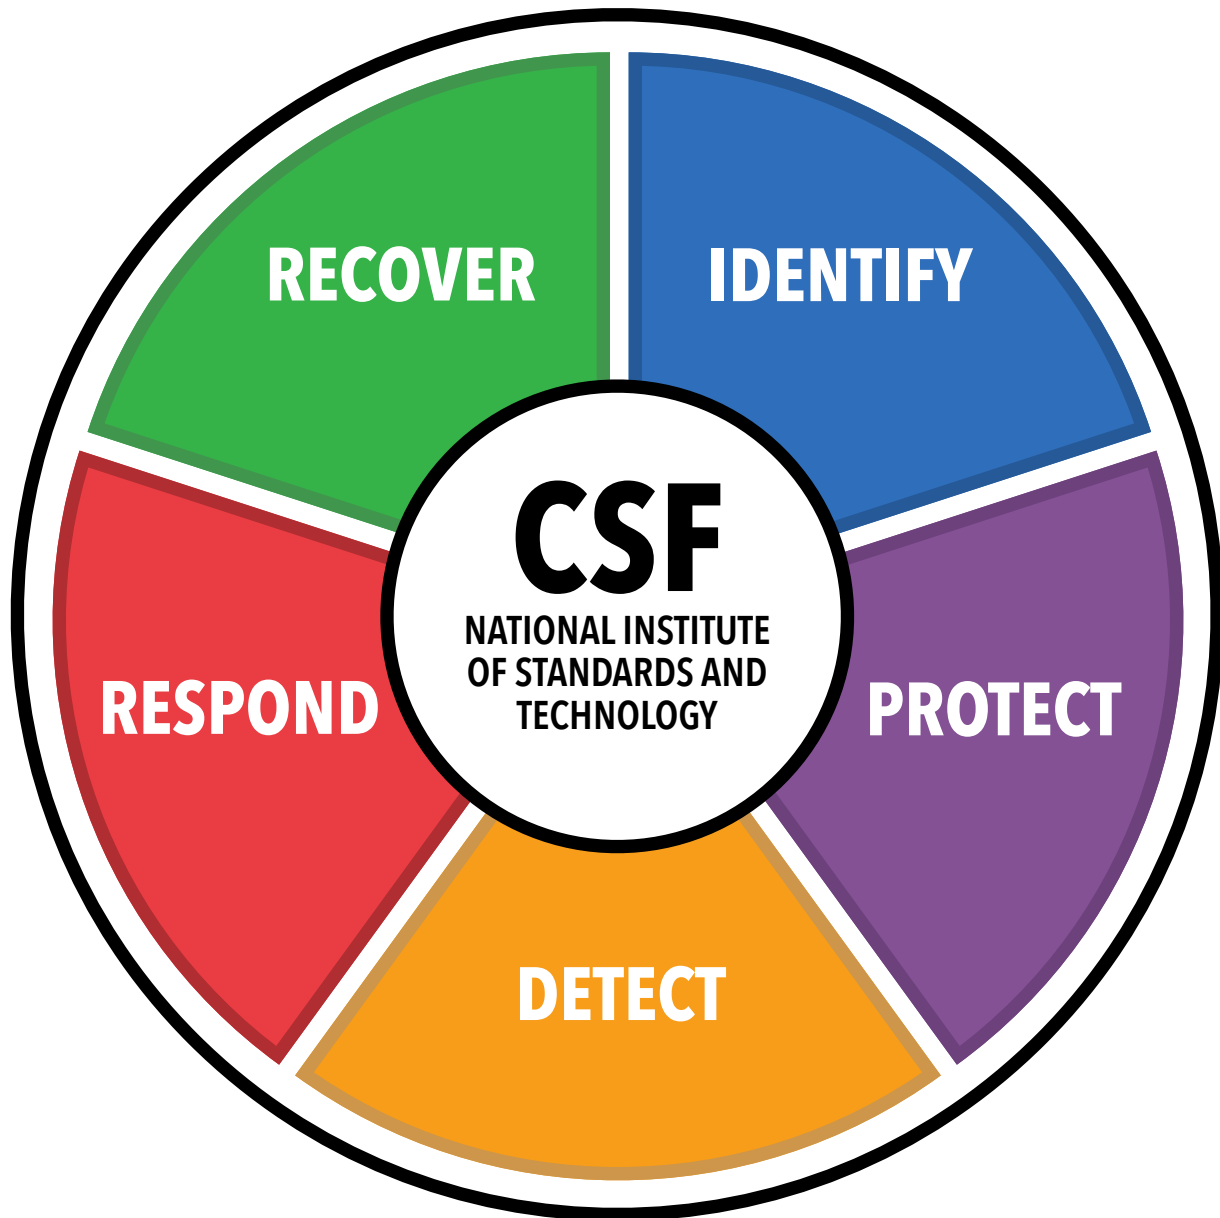 RECOVER
IDENTIFY
CSF
NATIONAL INSTITUTE
OF STANDARDS AND
TECHNOLOGY
RESPOND
PROTECT
DETECT